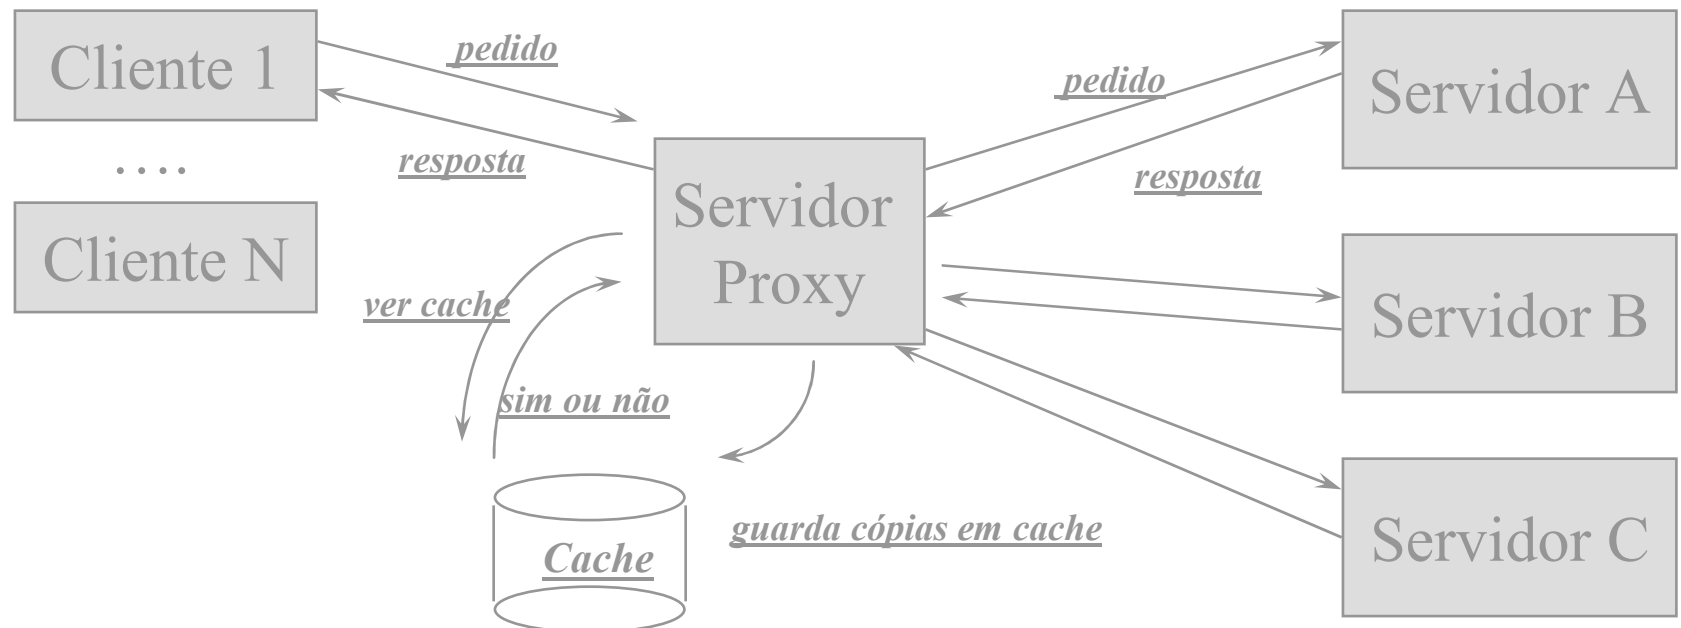 Cliente 1
pedido
pedido
Servidor A
resposta
resposta
....
Servidor
Proxy
Cliente N
ver cache
Servidor B
sim ou não
guarda cópias em cache
Cache
Servidor C